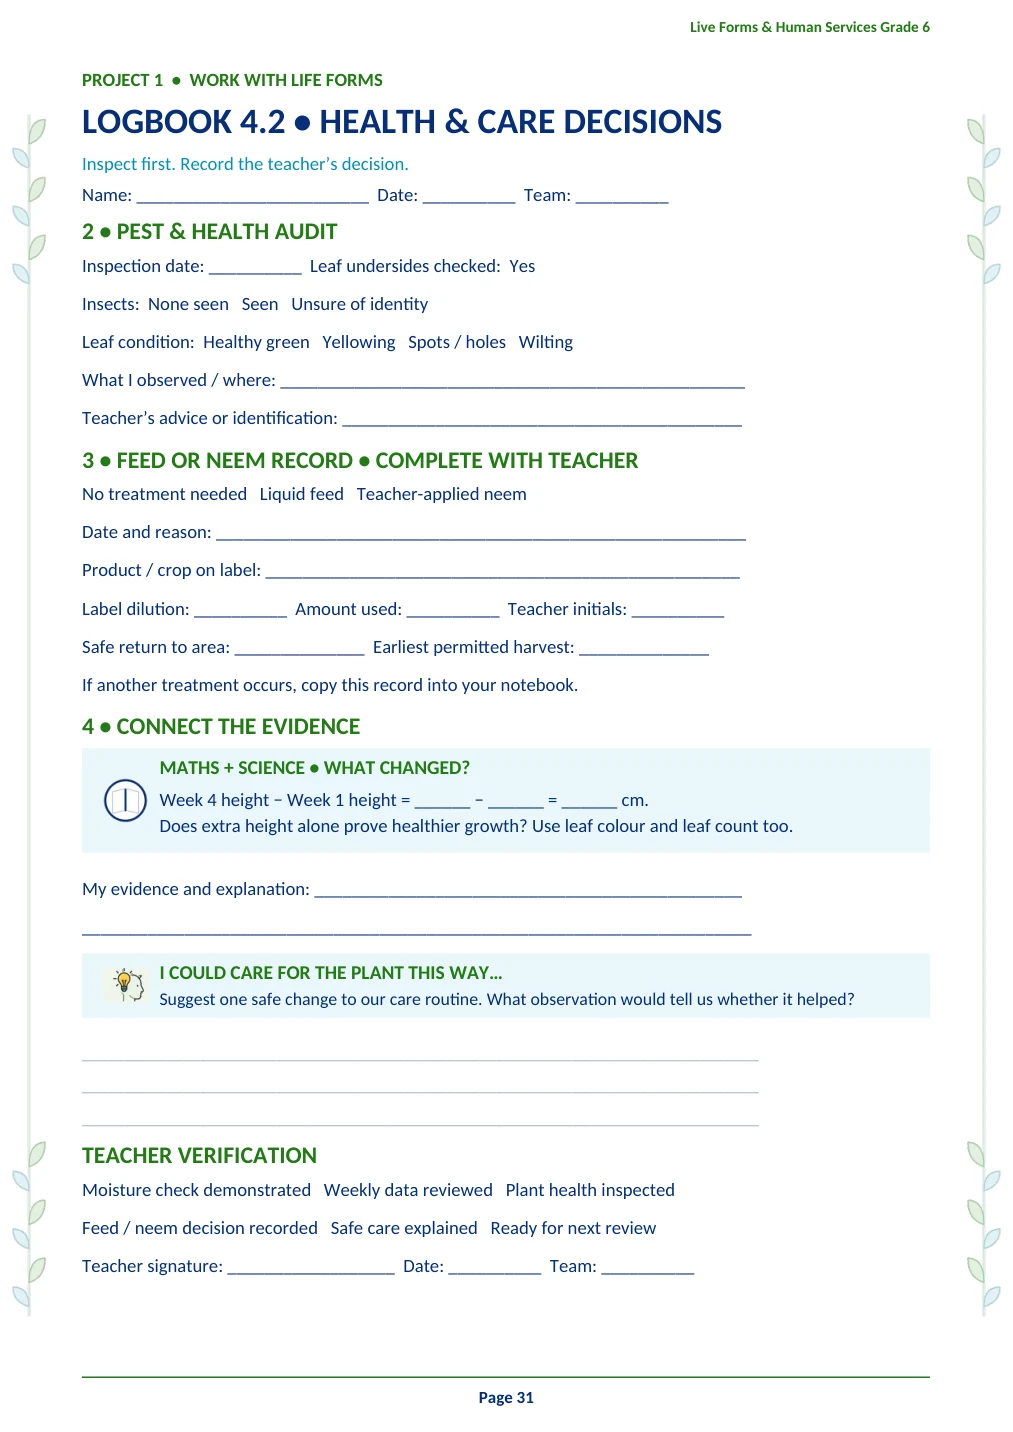 Live Forms & Human Services Grade 6
PROJECT 1 ● WORK WITH LIFE FORMS
LOGBOOK 4.2 ● HEALTH & CARE DECISIONS
Inspect first. Record the teacher’s decision.
Name: _________________________ Date: __________ Team: __________
2 ● PEST & HEALTH AUDIT
Inspection date: __________ Leaf undersides checked: Yes
Insects: None seen Seen Unsure of identity
Leaf condition: Healthy green Yellowing Spots / holes Wilting
What I observed / where: __________________________________________________
Teacher’s advice or identification: ___________________________________________
3 ● FEED OR NEEM RECORD ● COMPLETE WITH TEACHER
No treatment needed Liquid feed Teacher-applied neem
Date and reason: _________________________________________________________
Product / crop on label: ___________________________________________________
Label dilution: __________ Amount used: __________ Teacher initials: __________
Safe return to area: ______________ Earliest permitted harvest: ______________
If another treatment occurs, copy this record into your notebook.
4 ● CONNECT THE EVIDENCE
MATHS + SCIENCE ● WHAT CHANGED?
Week 4 height − Week 1 height = ______ − ______ = ______ cm.
Does extra height alone prove healthier growth? Use leaf colour and leaf count too.
My evidence and explanation: ______________________________________________
________________________________________________________________________
I COULD CARE FOR THE PLANT THIS WAY…
Suggest one safe change to our care routine. What observation would tell us whether it helped?
TEACHER VERIFICATION
Moisture check demonstrated Weekly data reviewed Plant health inspected
Feed / neem decision recorded Safe care explained Ready for next review
Teacher signature: __________________ Date: __________ Team: __________
Page 31